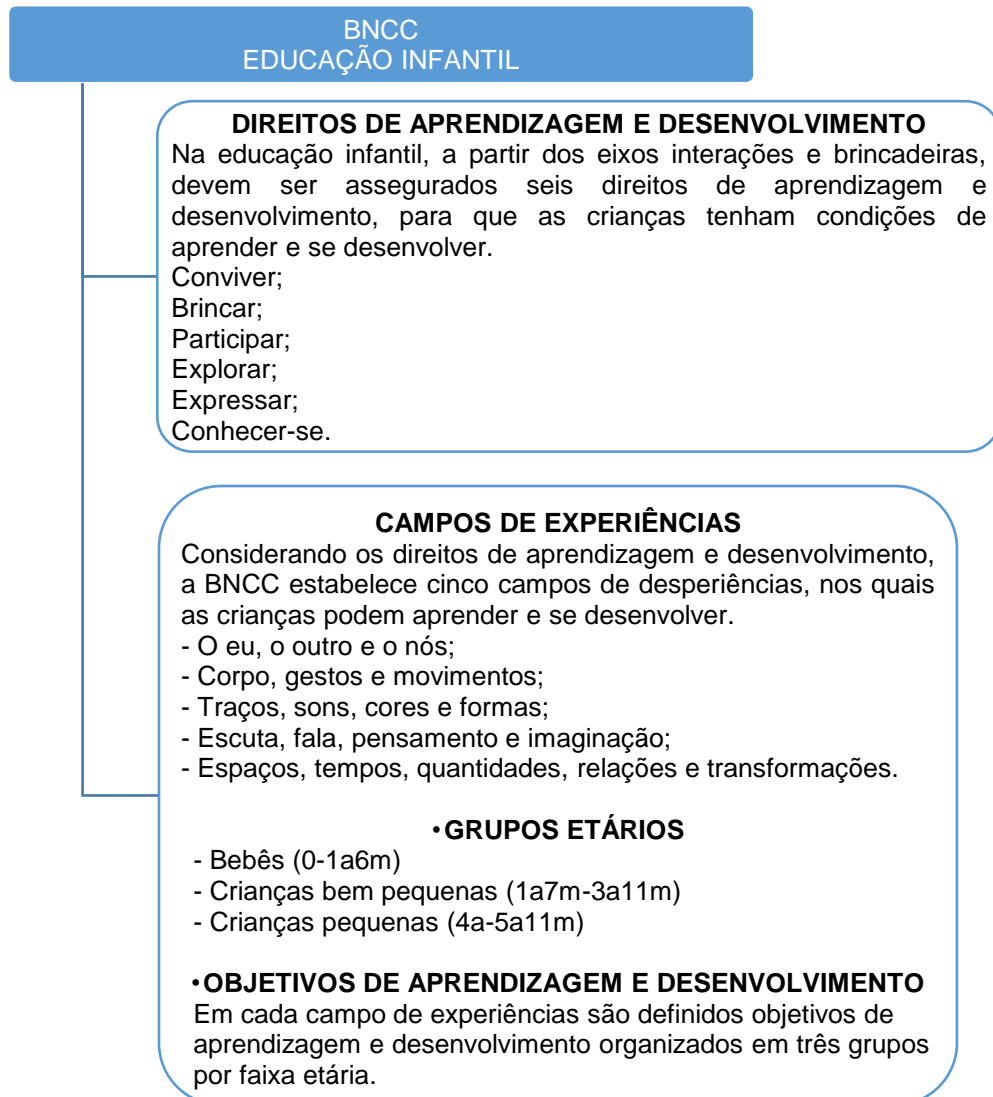 BNCC
EDUCAÇÃO INFANTIL
DIREITOS DE APRENDIZAGEM E DESENVOLVIMENTO
Na educação infantil, a partir dos eixos interações e brincadeiras,
devem ser assegurados seis direitos de aprendizagem e
desenvolvimento, para que as crianças tenham condições de
aprender e se desenvolver.
Conviver;
Brincar;
Participar;
Explorar;
Expressar;
Conhecer-se.
CAMPOS DE EXPERIÊNCIAS
Considerando os direitos de aprendizagem e desenvolvimento,
a BNCC estabelece cinco campos de desperiências, nos quais
as crianças podem aprender e se desenvolver.
- O eu, o outro e o nós;
- Corpo, gestos e movimentos;
- Traços, sons, cores e formas;
- Escuta, fala, pensamento e imaginação;
- Espaços, tempos, quantidades, relações e transformações.
•GRUPOS ETÁRIOS
- Bebês (0-1a6m)
- Crianças bem pequenas (1a7m-3a11m)
- Crianças pequenas (4a-5a11m)
•OBJETIVOS DE APRENDIZAGEM E DESENVOLVIMENTO
Em cada campo de experiências são definidos objetivos de
aprendizagem e desenvolvimento organizados em três grupos
por faixa etária.